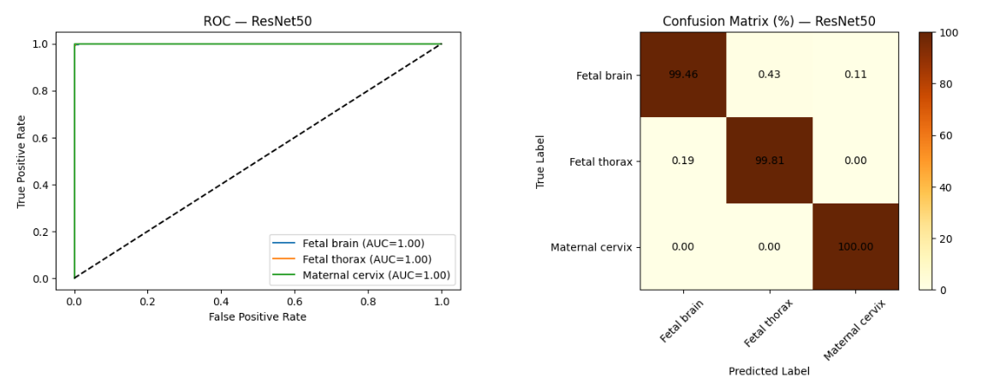 ROC — ResNet50
True Positive Rate
1.0
0.8
0.6
0.4
0.2
0.0
0.0 0.2 0.4 0.6 0.8 1.0
False Positive Rate
Fetal brain (AUC=1.00)
Fetal thorax (AUC=1.00)
Maternal cervix (AUC=1.00)
Confusion Matrix (%) — ResNet50
True Label
Fetal brain 99.46 0.43 0.11
Fetal thorax 0.19 99.81 0.00
Maternal cervix 0.00 0.00 100.00
Fetal brain Fetal thorax Maternal cervix
Predicted Label
100
80
60
40
20
0